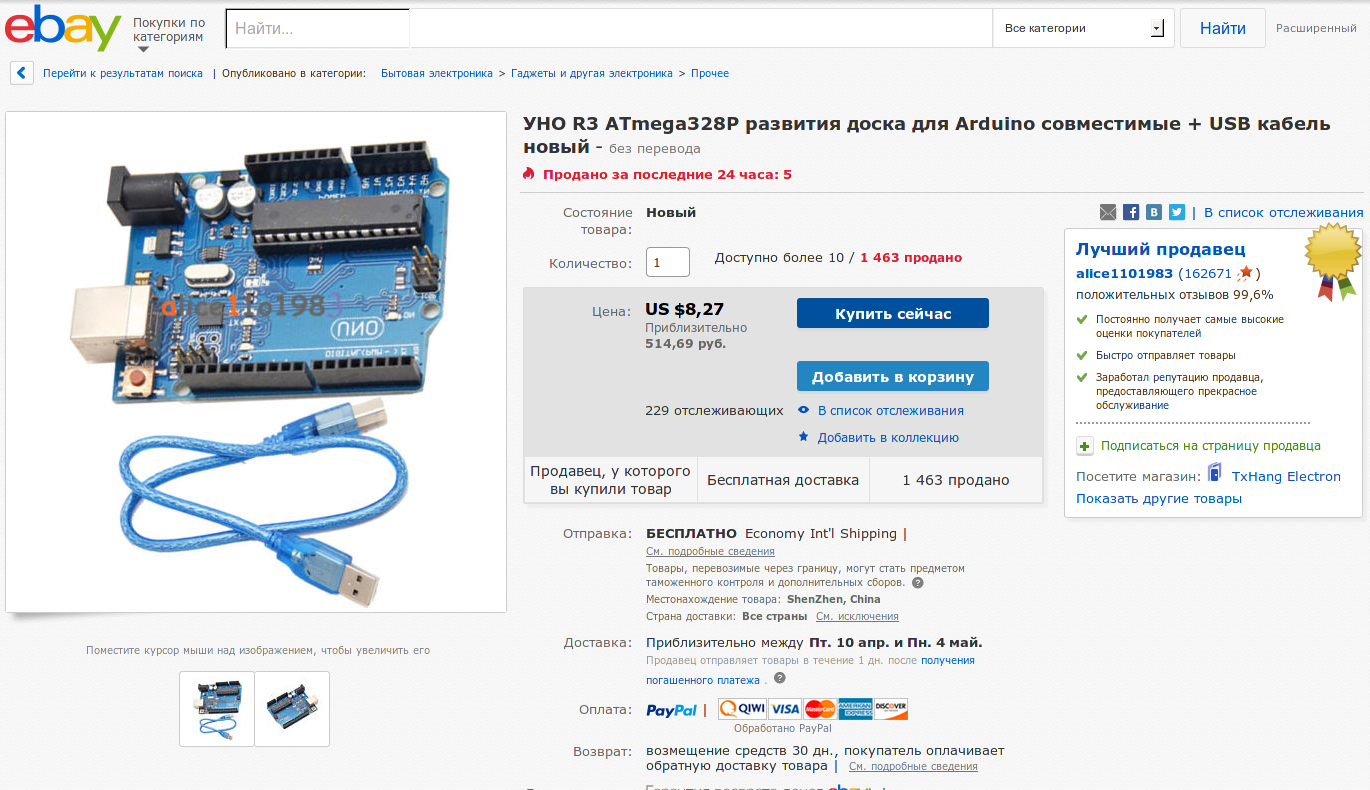 ebay
Покупки по
категориям
Найти...
Все категории
Найти
Расширенный
Перейти к результатам поиска | Опубликовано в категории: Бытовая электроника > Гаджеты и другая электроника > Прочее
УНО R3 ATmega328P развития доска для Arduino совместимые + USB кабель
новый - без перевода
Продано за последние 24 часа: 5
Состояние товара: Новый
Количество: 1 Доступно более 10 / 1 463 продано
Цена: US $8,27
Приблизительно
514,69 руб.
Купить сейчас
Добавить в корзину
229 отслеживающих В список отслеживания
Добавить в коллекцию
Продавец, у которого
вы купили товар
Бесплатная доставка
1 463 продано
Отправка: БЕСПЛАТНО Economy Int'l Shipping |
См. подробные сведения
Товары, перевозимые через границу, могут стать предметом
таможенного контроля и дополнительных сборов. ?
Местонахождение товара: ShenZhen, China
Страна доставки: Все страны См. исключения
Доставка: Приблизительно между Пт. 10 апр. и Пн. 4 май.
Продавец отправляет товары в течение 1 дн. после получения
погашенного платежа . ?
Оплата: PayPal | QIWI VISA MasterCard AMERICAN EXPRESS DISCOVER
Обработано PayPal
Возврат: возмещение средств 30 дн., покупатель оплачивает
обратную доставку товара | См. подробные сведения
| В список отслеживания
Лучший продавец
alice1101983 (162671 )
положительных отзывов 99,6%
Постоянно получает самые высокие
оценки покупателей
Быстро отправляет товары
Заработал репутацию продавца,
предоставляющего прекрасное
обслуживание
Подписаться на страницу продавца
Посетите магазин: TxHang Electron
Показать другие товары
alice11o1983
UNO
Поместите курсор мыши над изображением, чтобы увеличить его